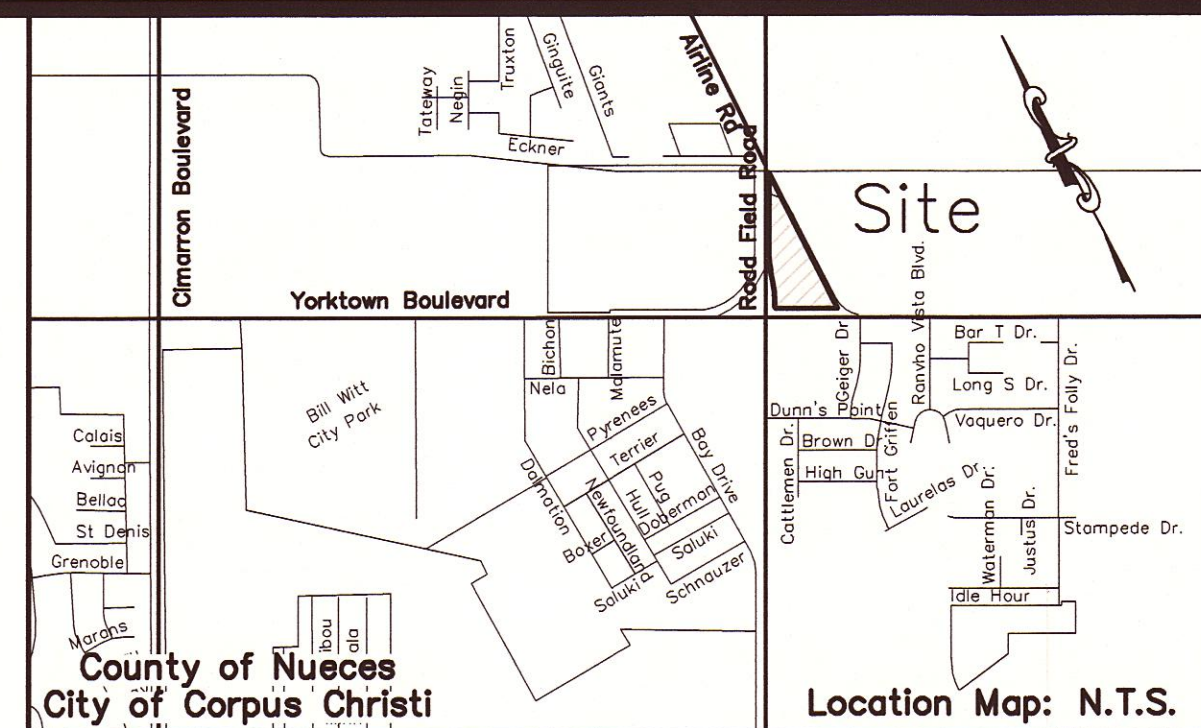 Cimarron Boulevard
Tateway
Negin
Truxton
Ginguite
Giants
Eckner
Airline Rd
Rodd Field Road
Site
Yorktown Boulevard
Ranvho Vista Blvd.
Bill Witt
City Park
Calais
Avignon
Bellac
St Denis
Grenoble
Marans
Bichon
Malamute
Nela
Pyrenees
Terrier
Bay Drive
Dalmation
Newfoundland
Hull
Pug
Doberman
Boxer
Saluki
Saluki
Schnauzer
Geiger Dr
Bar T Dr.
Long S Dr.
Dunn's Point
Vaquero Dr.
Fred's Folly Dr.
Cattlemen Dr.
Brown Dr
High Gun
Fort Griffen
Laurelas Dr.
Waterman Dr.
Justus Dr.
Stampede Dr.
Idle Hour
ibou
ala
County of Nueces
City of Corpus Christi
Location Map: N.T.S.